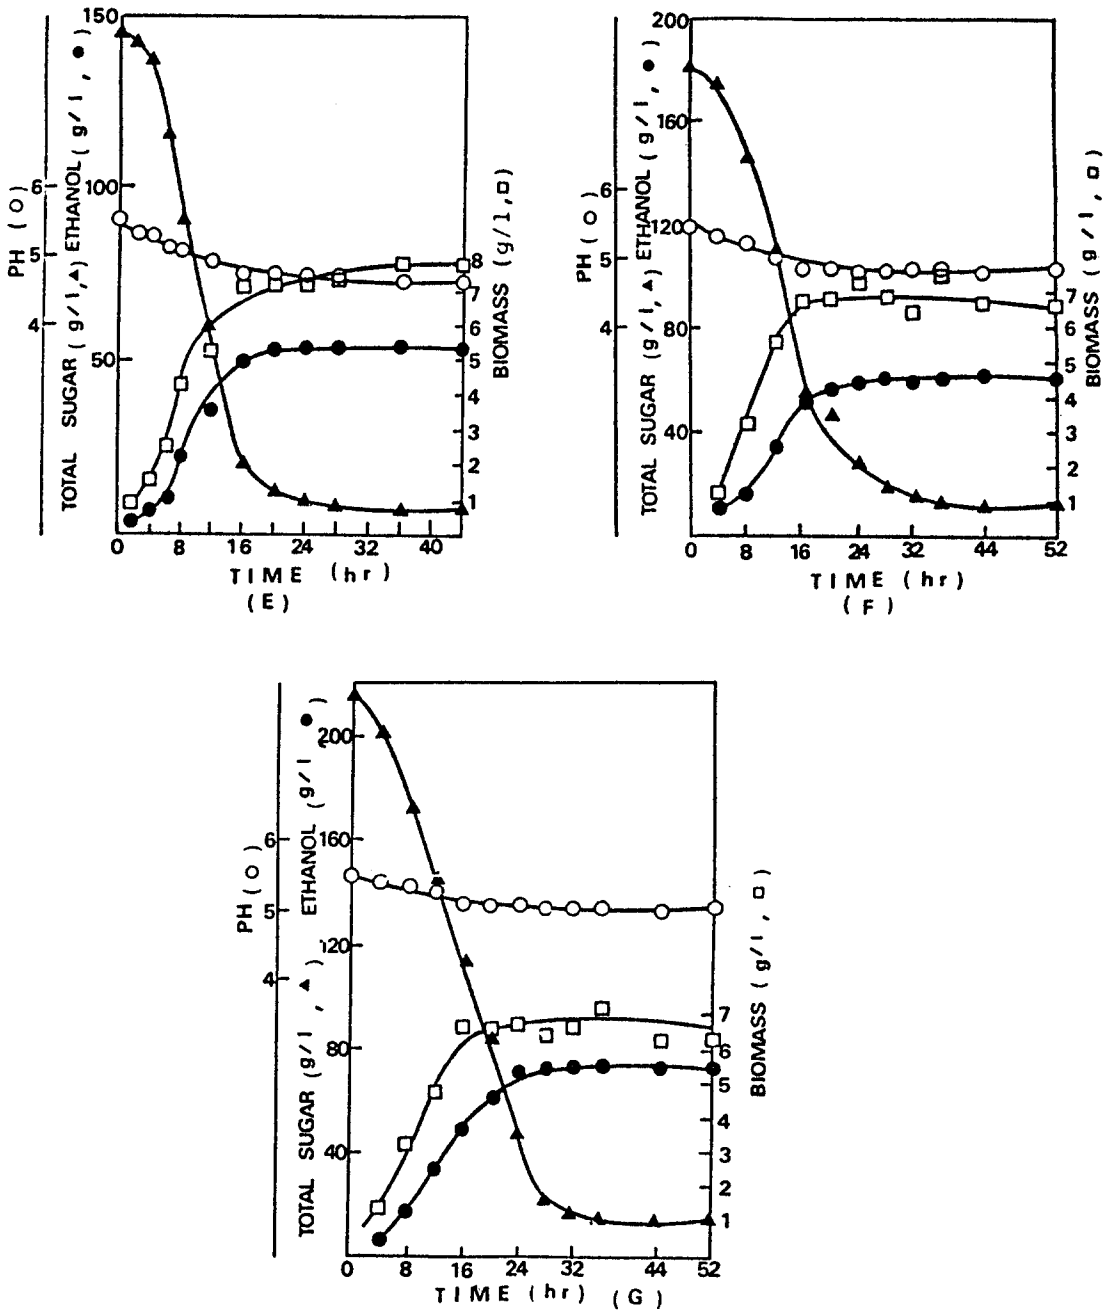 PH (○)
6
5
4
TOTAL SUGAR (g/l, ▲) ETHANOL (g/l, ●)
150
100
50
BIOMASS (g/l, □)
8
7
6
5
4
3
2
1
0 8 16 24 32 40
TIME (hr)
(E)
PH (○)
6
5
4
TOTAL SUGAR (g/l, ▲) ETHANOL (g/l, ●)
200
160
120
80
40
BIOMASS (g/l, □)
7
6
5
4
3
2
1
0 8 16 24 32 44 52
TIME (hr)
(F)
PH (○)
6
5
4
TOTAL SUGAR (g/l, ▲) ETHANOL (g/l ●)
200
160
120
80
40
BIOMASS (g/l, □)
7
6
5
4
3
2
1
0 8 16 24 32 44 52
TIME (hr) (G)